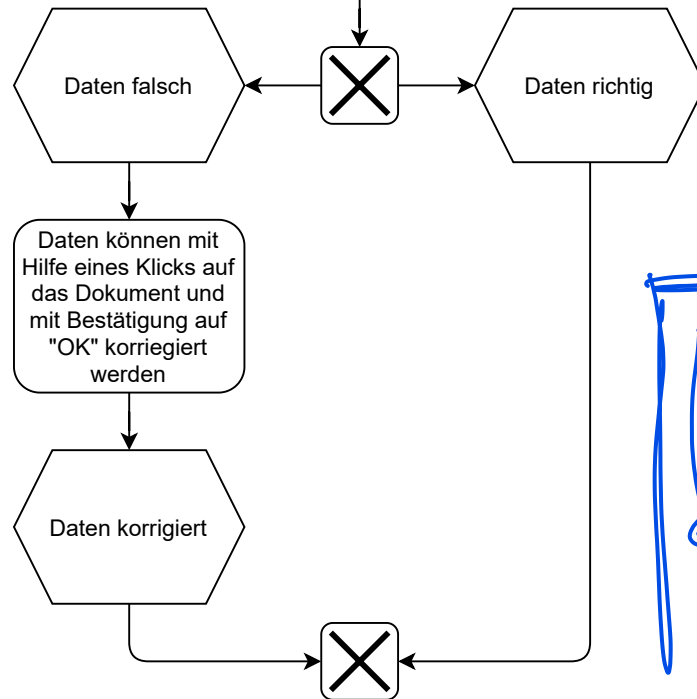 Daten falsch
Daten richtig
Daten können mit
Hilfe eines Klicks auf
das Dokument und
mit Bestätigung auf
"OK" korriegiert
werden
Daten korrigiert